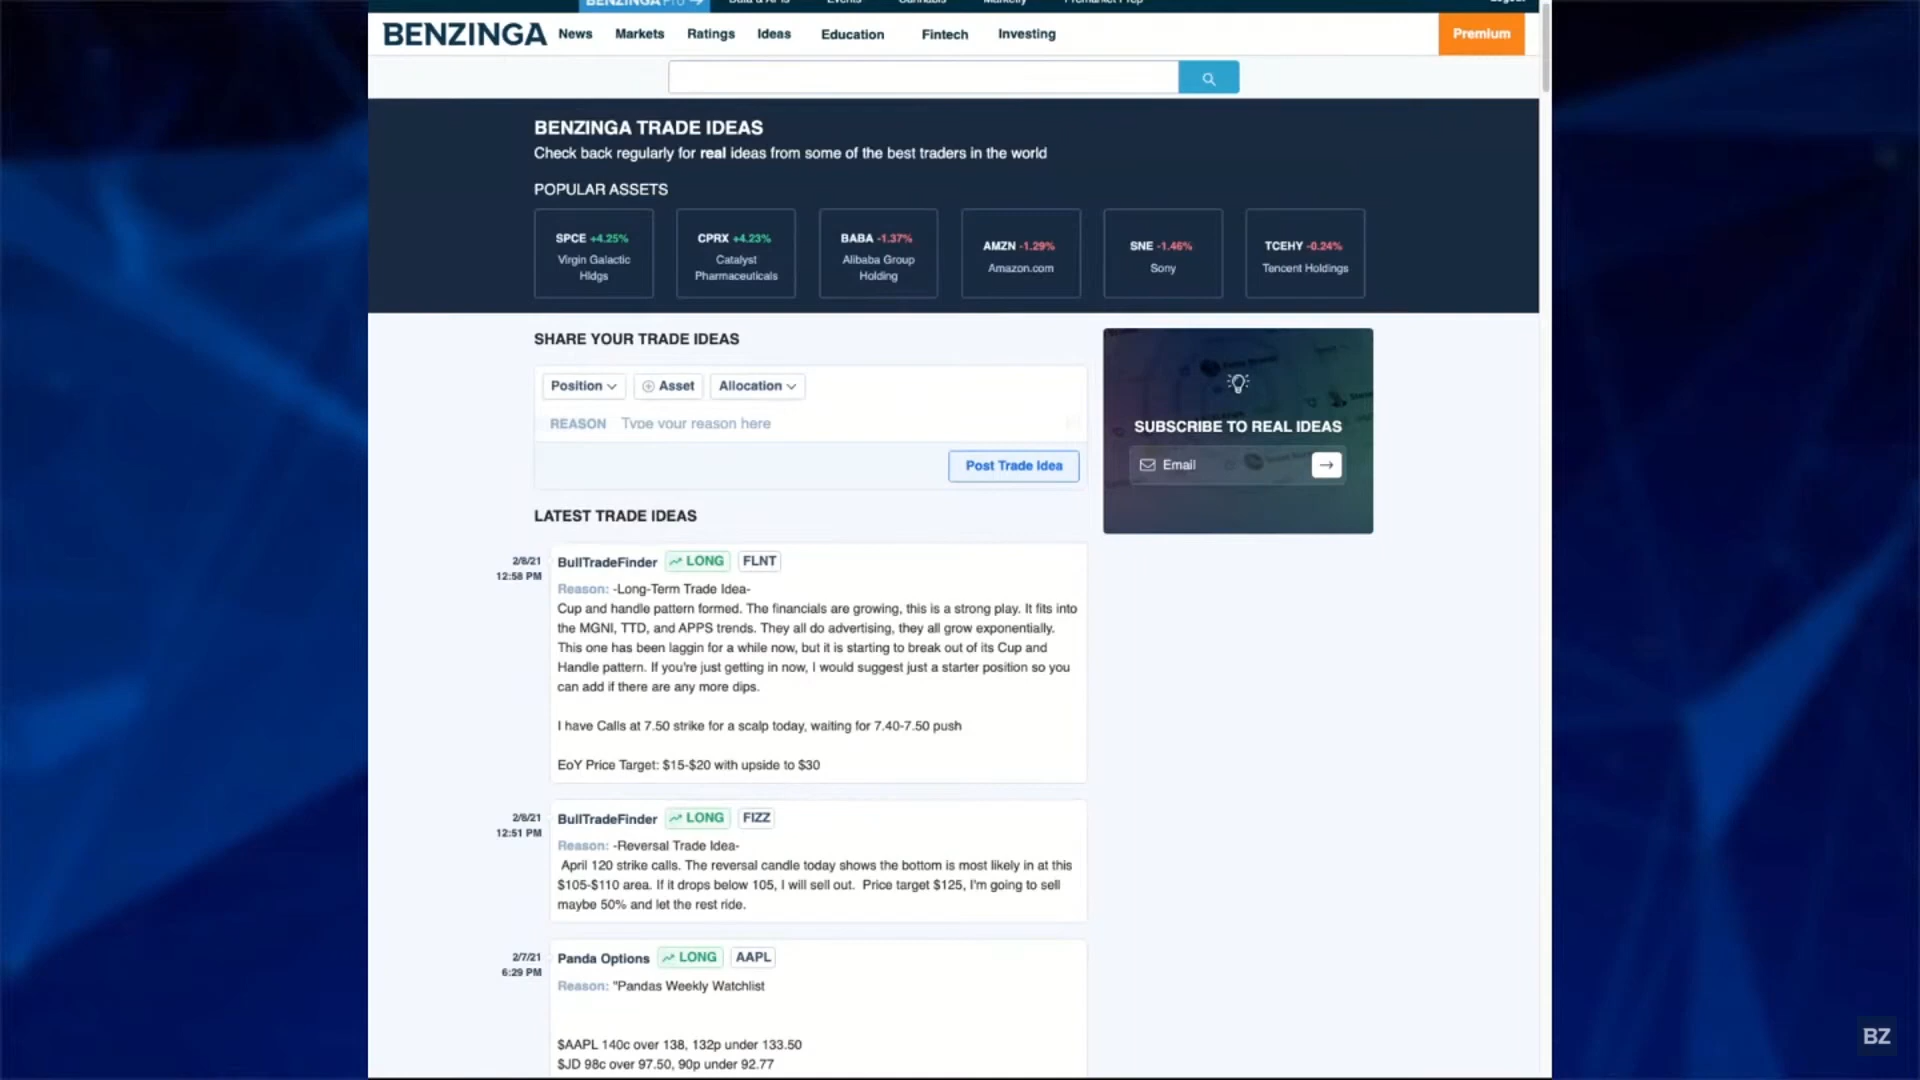 BENZINGA Pro → Data & APIs Events Cannabis Marketfy Premarket Prep Logout
BENZINGA News Markets Ratings Ideas Education Fintech Investing Premium
BENZINGA TRADE IDEAS
Check back regularly for real ideas from some of the best traders in the world
POPULAR ASSETS
SPCE +4.25%
Virgin Galactic
Hldgs
CPRX +4.23%
Catalyst
Pharmaceuticals
BABA -1.37%
Alibaba Group
Holding
AMZN -1.29%
Amazon.com
SNE -1.46%
Sony
TCEHY -0.24%
Tencent Holdings
SHARE YOUR TRADE IDEAS
Position Asset Allocation
REASON Type your reason here
Post Trade Idea
SUBSCRIBE TO REAL IDEAS
Email →
LATEST TRADE IDEAS
2/8/21
12:58 PM
BullTradeFinder LONG FLNT
Reason: -Long-Term Trade Idea-
Cup and handle pattern formed. The financials are growing, this is a strong play. It fits into
the MGNI, TTD, and APPS trends. They all do advertising, they all grow exponentially.
This one has been laggin for a while now, but it is starting to break out of its Cup and
Handle pattern. If you're just getting in now, I would suggest just a starter position so you
can add if there are any more dips.
I have Calls at 7.50 strike for a scalp today, waiting for 7.40-7.50 push
EoY Price Target: $15-$20 with upside to $30
2/8/21
12:51 PM
BullTradeFinder LONG FIZZ
Reason: -Reversal Trade Idea-
April 120 strike calls. The reversal candle today shows the bottom is most likely in at this
$105-$110 area. If it drops below 105, I will sell out. Price target $125, I'm going to sell
maybe 50% and let the rest ride.
2/7/21
6:29 PM
Panda Options LONG AAPL
Reason: "Pandas Weekly Watchlist
$AAPL 140c over 138, 132p under 133.50
$JD 98c over 97.50, 90p under 92.77
BZ